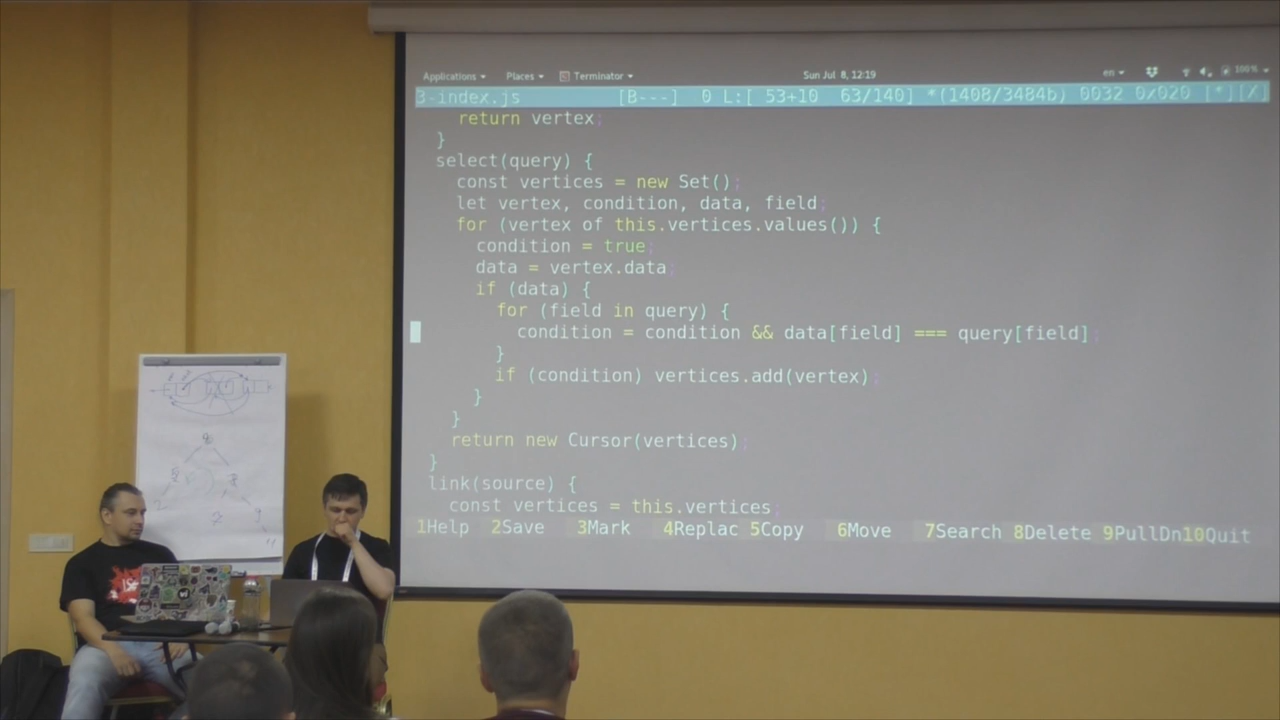 Applications Places Terminator Sun Jul 8, 12:19 en 100%
3-index.js [B---] 0 L:[ 53+10 63/140] *(1408/3484b) 0032 0x020 [*][X]
return vertex;
}
select(query) {
const vertices = new Set();
let vertex, condition, data, field;
for (vertex of this.vertices.values()) {
condition = true;
data = vertex.data;
if (data) {
for (field in query) {
condition = condition && data[field] === query[field];
}
if (condition) vertices.add(vertex);
}
}
return new Cursor(vertices);
}
link(source) {
const vertices = this.vertices;
1Help 2Save 3Mark 4Replac 5Copy 6Move 7Search 8Delete 9PullDn 10Quit